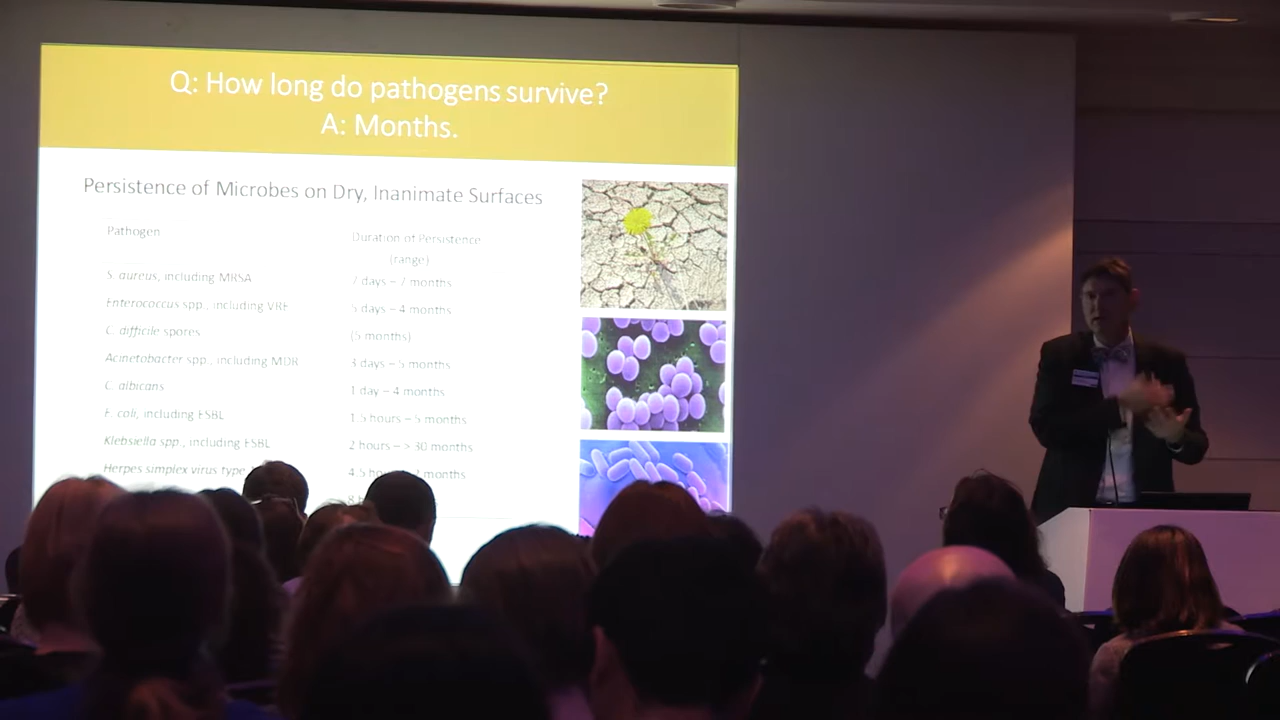 Q: How long do pathogens survive?
A: Months.
Persistence of Microbes on Dry, Inanimate Surfaces
Pathogen Duration of Persistence
(range)
S. aureus, including MRSA 7 days – 7 months
Enterococcus spp., including VRE 5 days – 4 months
C. difficile spores (5 months)
Acinetobacter spp., including MDR 3 days – 5 months
C. albicans 1 day – 4 months
E. coli, including ESBL 1.5 hours – 5 months
Klebsiella spp., including ESBL 2 hours – > 30 months
Herpes simplex virus type 4.5 months